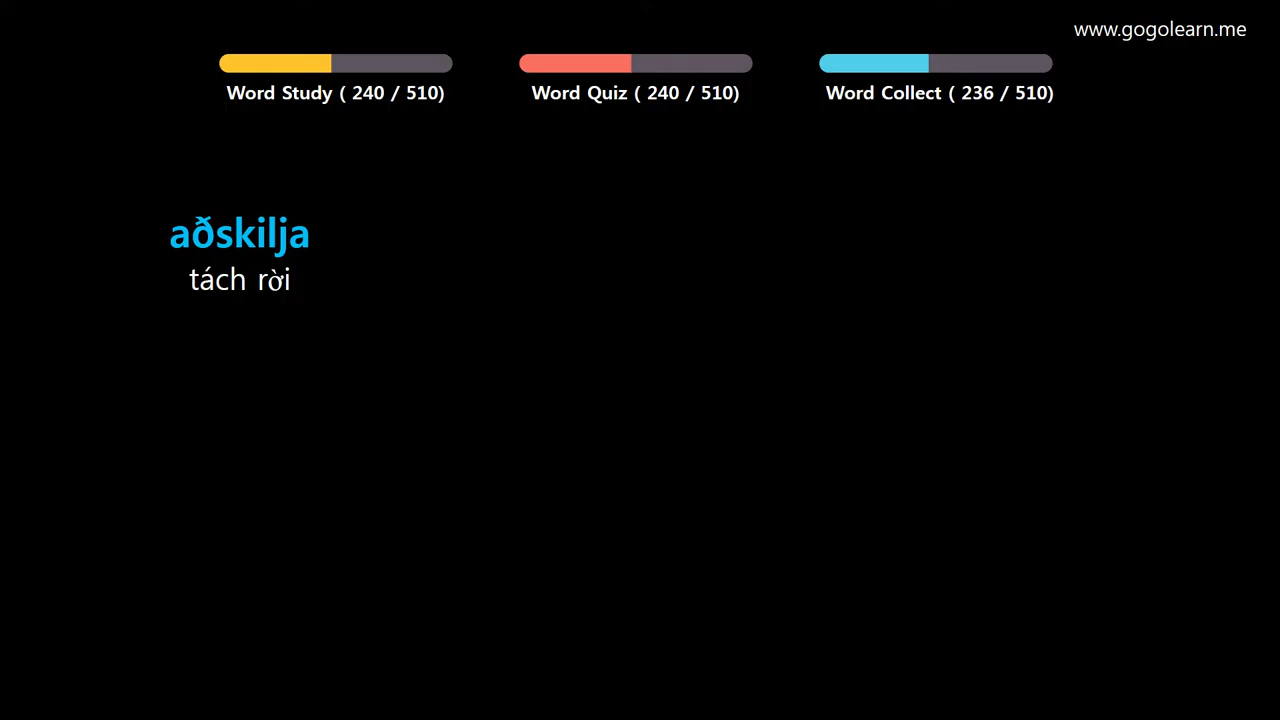 www.gogolearn.me
Word Study ( 240 / 510)
Word Quiz ( 240 / 510)
Word Collect ( 236 / 510)
aðskilja
tách rời